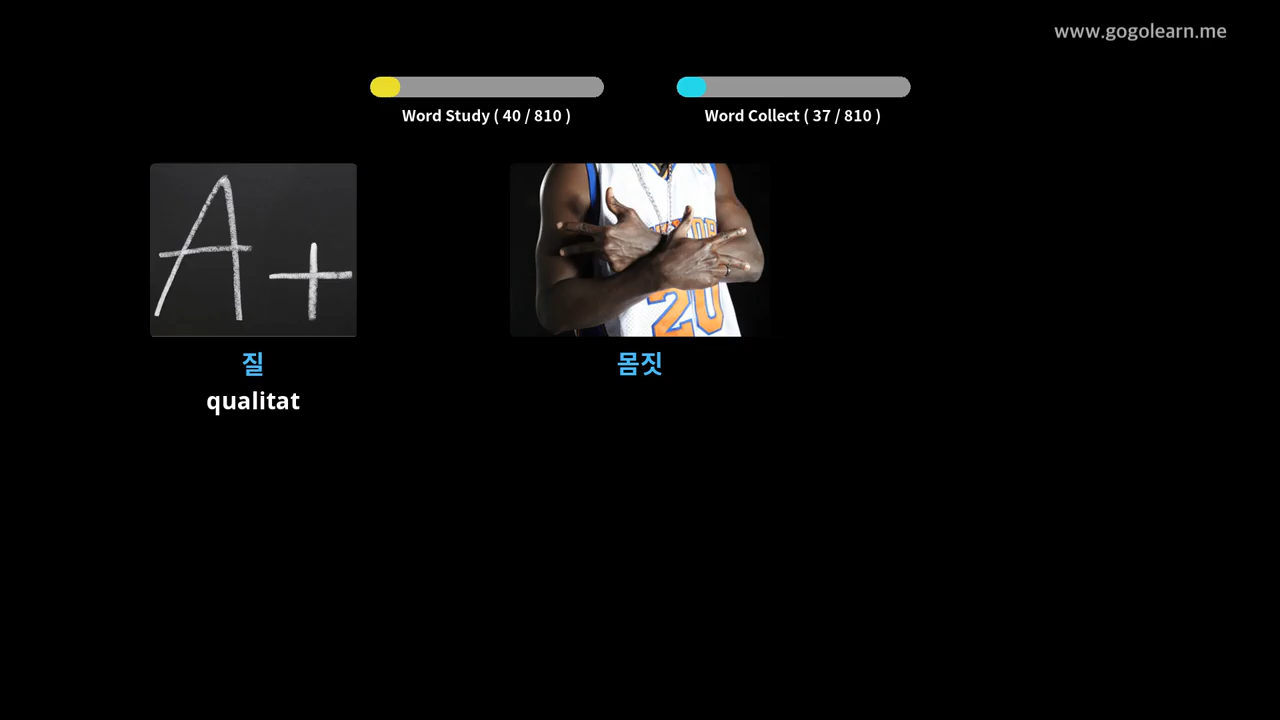 www.gogolearn.me
Word Study ( 40 / 810 )
Word Collect ( 37 / 810 )
A+
20
질
몸짓
qualitat